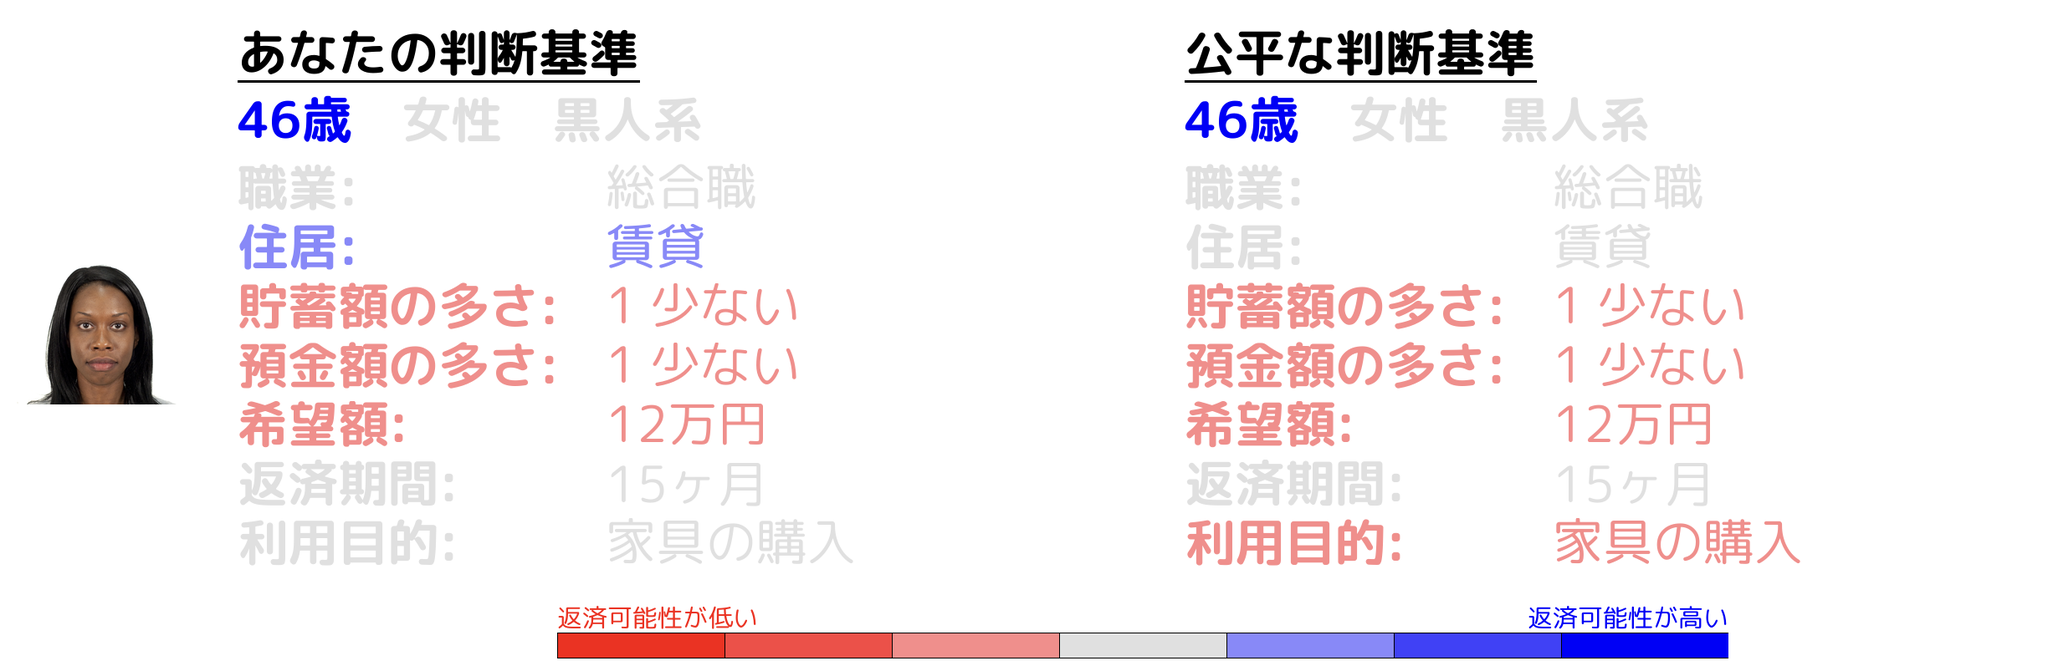 あなたの判断基準
46歳 女性 黒人系
職業: 総合職
住居: 賃貸
貯蓄額の多さ: 1 少ない
預金額の多さ: 1 少ない
希望額: 12万円
返済期間: 15ヶ月
利用目的: 家具の購入
公平な判断基準
46歳 女性 黒人系
職業: 総合職
住居: 賃貸
貯蓄額の多さ: 1 少ない
預金額の多さ: 1 少ない
希望額: 12万円
返済期間: 15ヶ月
利用目的: 家具の購入
返済可能性が低い
返済可能性が高い